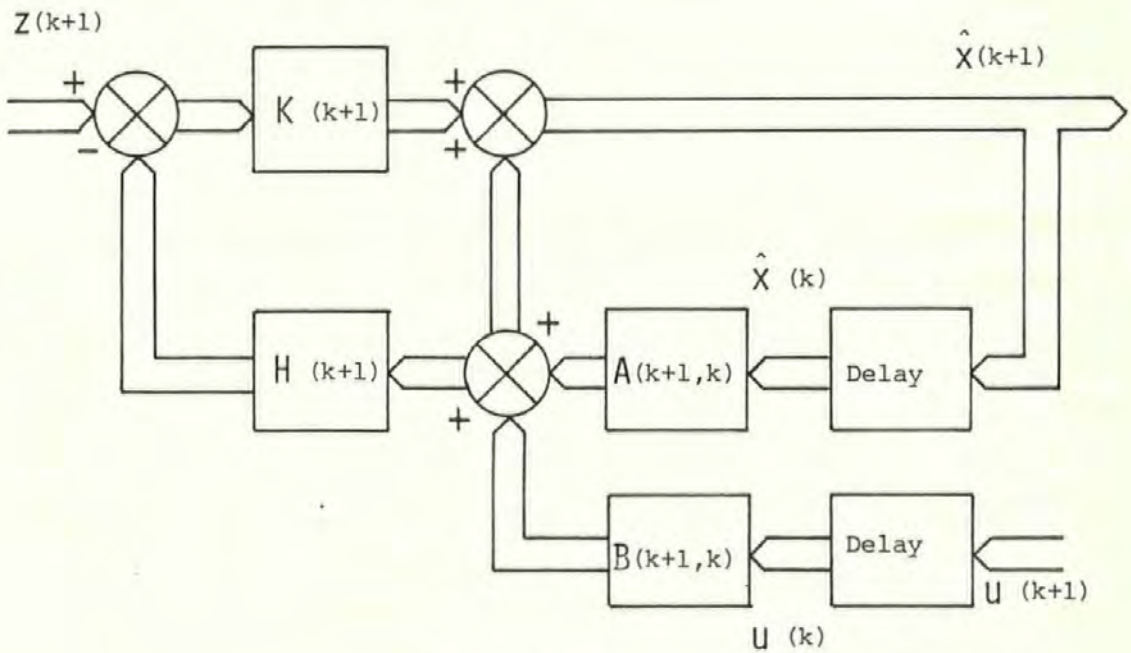 z(k+1)
x̂(k+1)
+
-
K (k+1)
+
+
x̂ (k)
+
H (k+1)
A(k+1,k)
Delay
+
B(k+1,k)
Delay
u (k+1)
u (k)